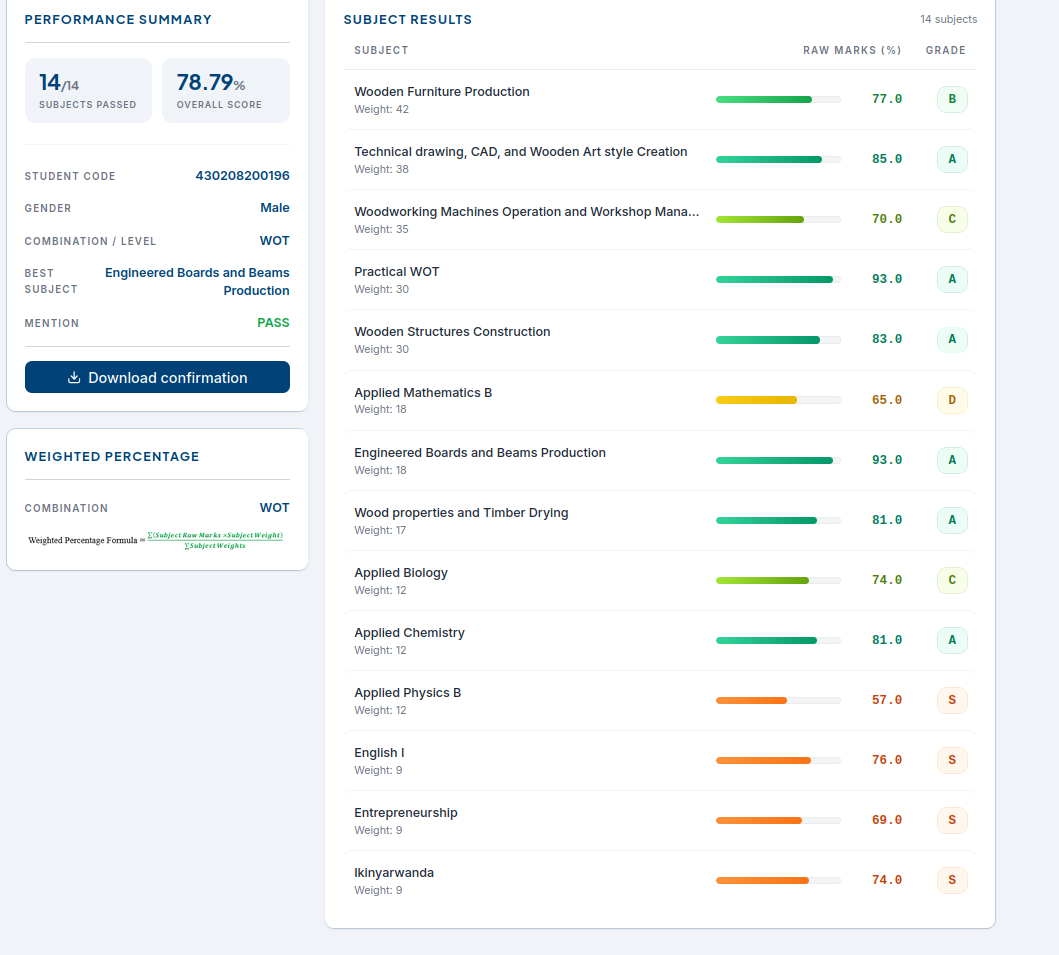 PERFORMANCE SUMMARY
14/14
SUBJECTS PASSED
78.79%
OVERALL SCORE
STUDENT CODE 430208200196
GENDER Male
COMBINATION / LEVEL WOT
BEST SUBJECT Engineered Boards and Beams Production
MENTION PASS
Download confirmation
WEIGHTED PERCENTAGE
COMBINATION WOT
Weighted Percentage Formula = ∑(Subject Raw Marks ×Subject Weight)
∑Subject Weights
SUBJECT RESULTS 14 subjects
SUBJECT RAW MARKS (%) GRADE
Wooden Furniture Production 77.0 B
Weight: 42
Technical drawing, CAD, and Wooden Art style Creation 85.0 A
Weight: 38
Woodworking Machines Operation and Workshop Mana... 70.0 C
Weight: 35
Practical WOT 93.0 A
Weight: 30
Wooden Structures Construction 83.0 A
Weight: 30
Applied Mathematics B 65.0 D
Weight: 18
Engineered Boards and Beams Production 93.0 A
Weight: 18
Wood properties and Timber Drying 81.0 A
Weight: 17
Applied Biology 74.0 C
Weight: 12
Applied Chemistry 81.0 A
Weight: 12
Applied Physics B 57.0 S
Weight: 12
English I 76.0 S
Weight: 9
Entrepreneurship 69.0 S
Weight: 9
Ikinyarwanda 74.0 S
Weight: 9